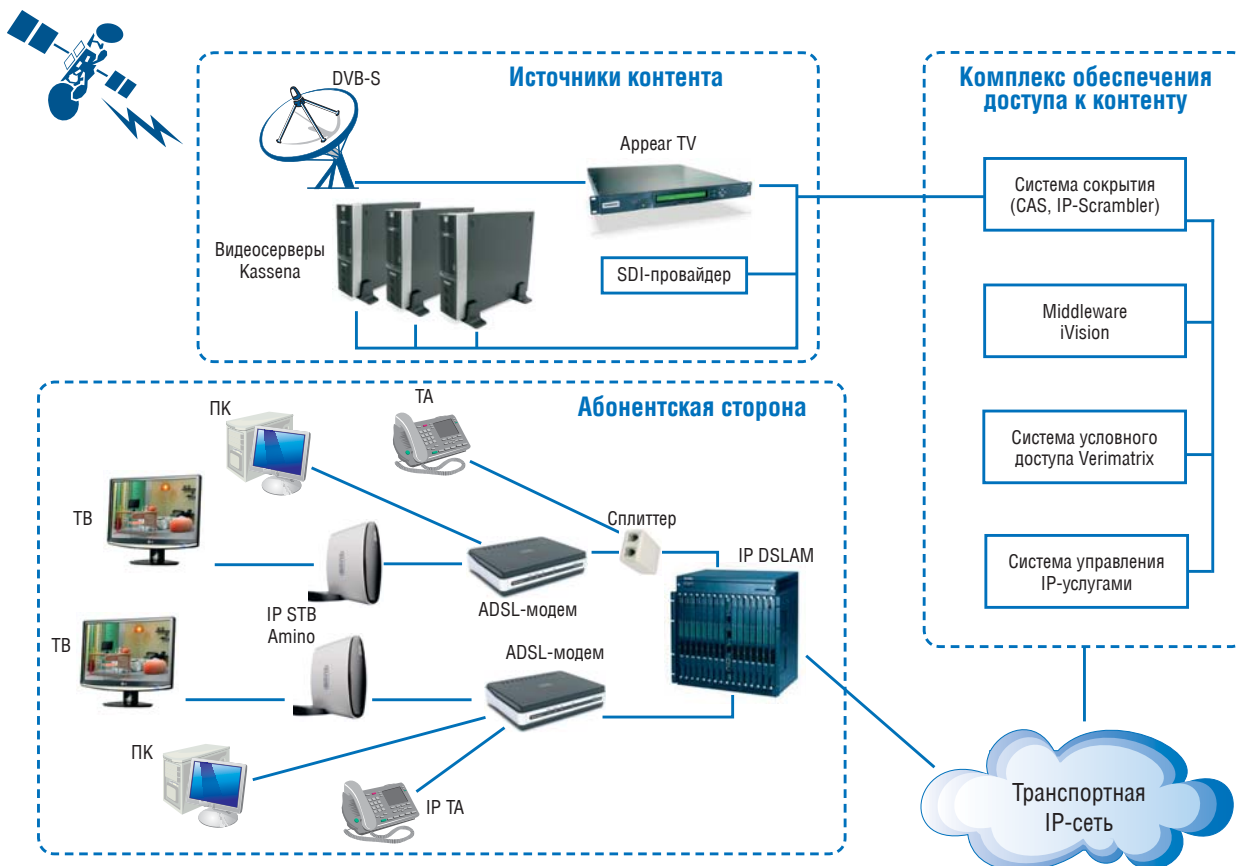 DVB-S
Источники контента
Appear TV
Видеосерверы
Kassena
SDI-провайдер
Комплекс обеспечения
доступа к контенту
Система сокрытия
(CAS, IP-Scrambler)
Middleware
iVision
Система условного
доступа Verimatrix
Система управления
IP-услугами
Абонентская сторона
ПК
ТА
ТВ
Сплиттер
IP DSLAM
ADSL-модем
IP STB
Amino
ТВ
ADSL-модем
ПК
IP TA
Транспортная
IP-сеть